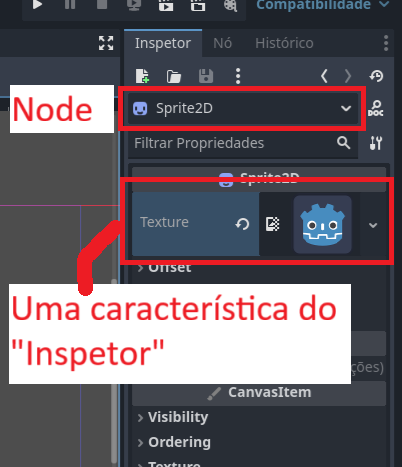 Compatibilidade
Inspetor Nó Histórico
Node
Sprite2D
DOC
Filtrar Propriedades
Sprite2D
Texture
Offset
Uma característica do
"Inspetor"
ções)
CanvasItem
Visibility
Ordering
Texture